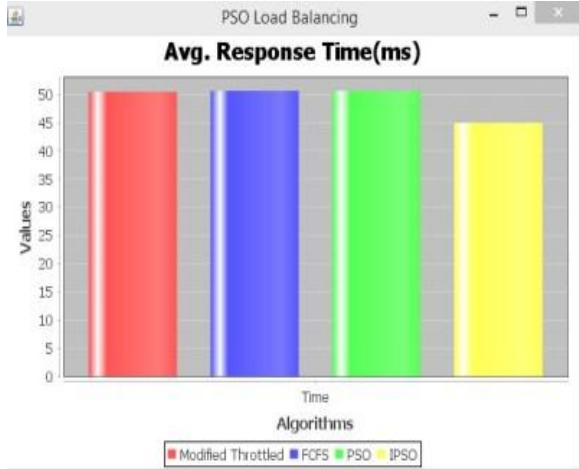 PSO Load Balancing
Avg. Response Time(ms)
50
45
40
35
30
25
20
15
10
5
0
Values
Time
Algorithms
Modified Throttled FCFS PSO IPSO